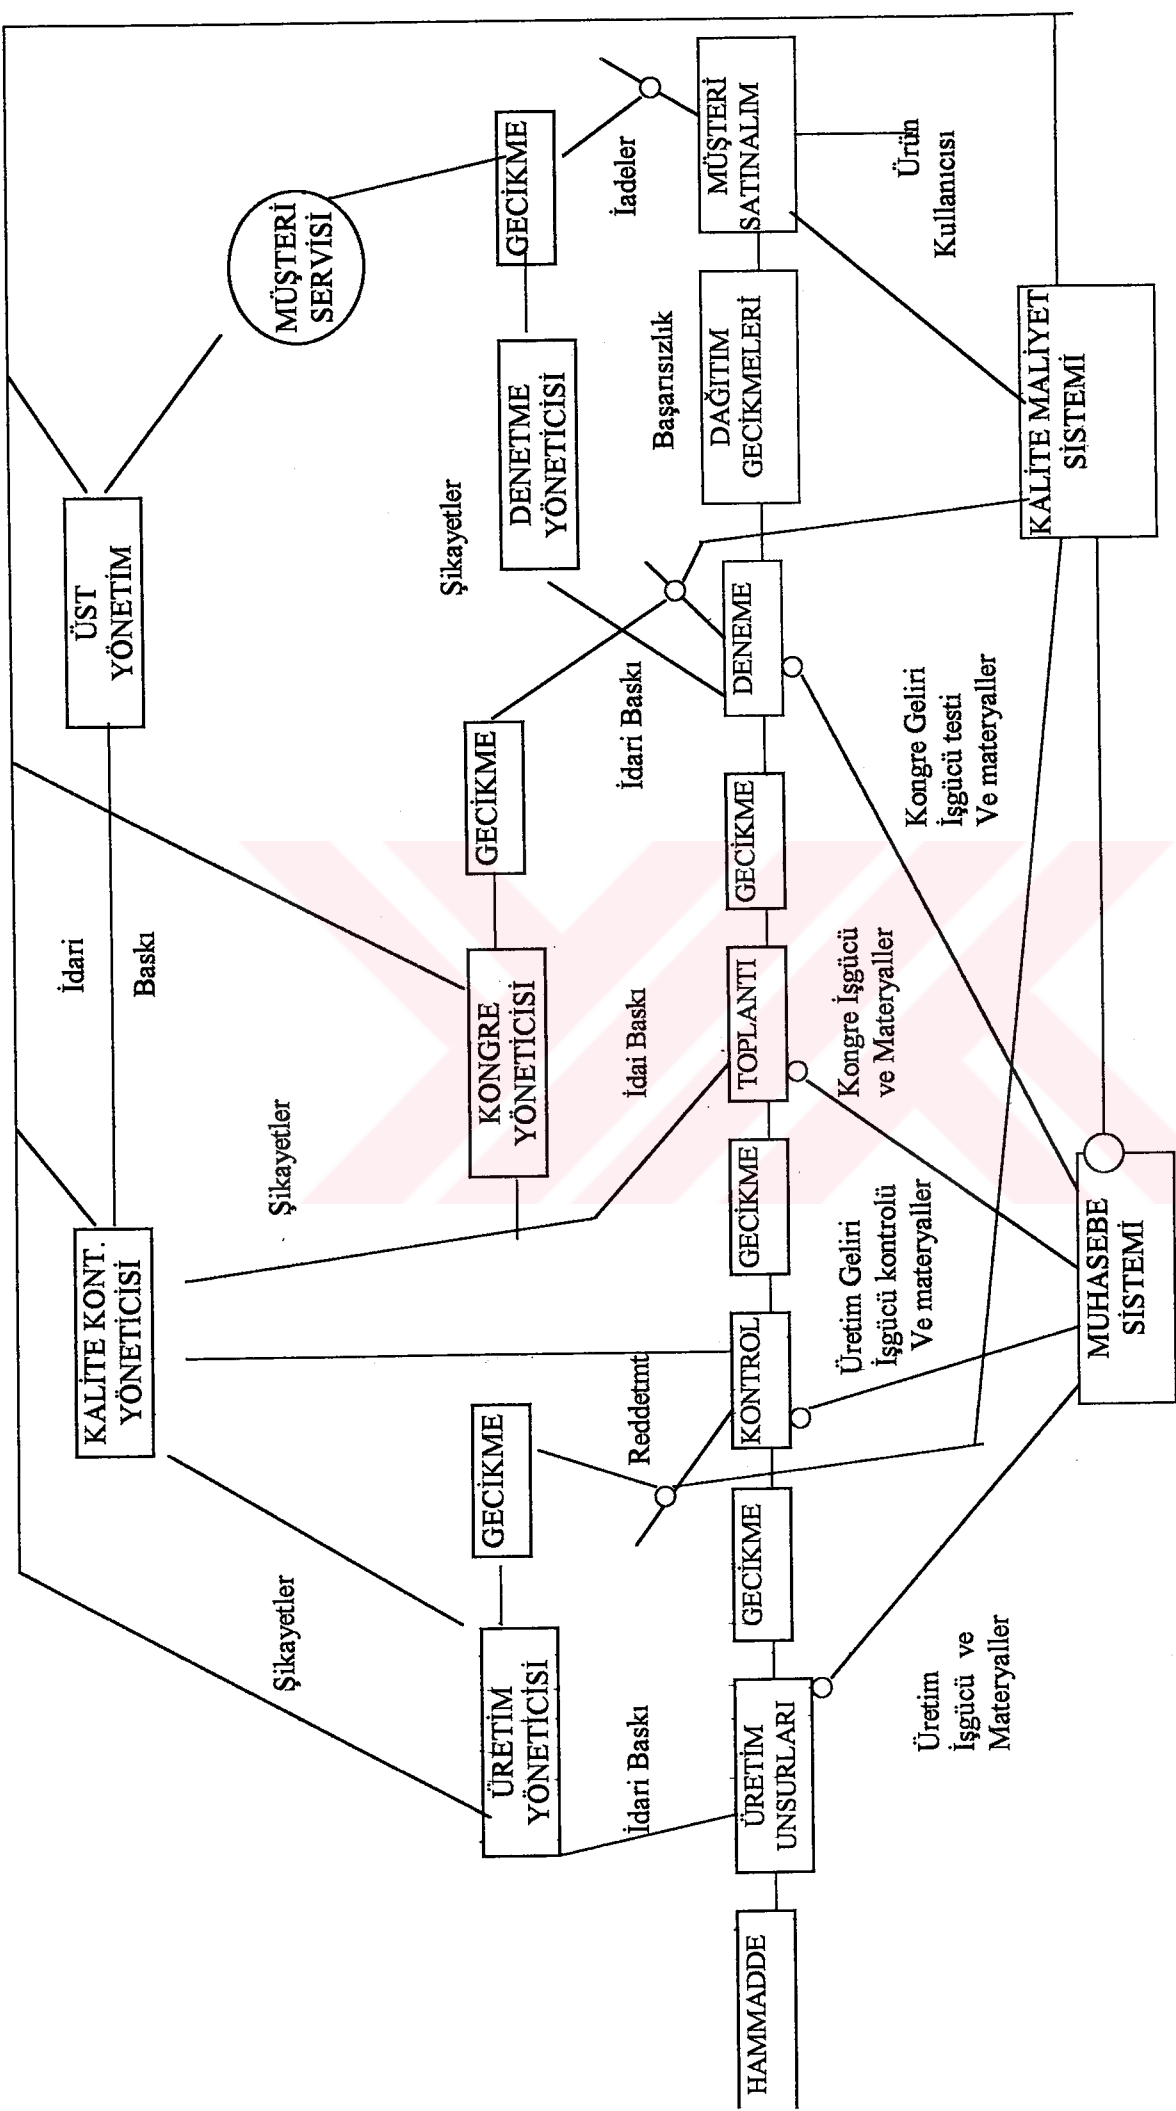 İdari
Baskı
ÜST
YÖNETİM
KALİTE KONT.
YÖNETİCİSİ
MÜŞTERİ
SERVİSİ
Şikayetler
Şikayetler
Şikayetler
ÜRETİM
YÖNETİCİSİ
GECİKME
KONGRE
YÖNETİCİSİ
GECİKME
DENETME
YÖNETİCİSİ
GECİKME
İdari Baskı
Reddetmt
İdai Baskı
İdari Baskı
Başarısızlık
İadeler
HAMMADDE
ÜRETİM
UNSURLARI
GECİKME
KONTROL
GECİKME
TOPLANTI
GECİKME
DENEME
DAĞITIM
GECİKMELERİ
MÜŞTERİ
SATINALIM
Üretim
İşgücü ve
Materyaller
Üretim Geliri
İşgücü kontrolü
Ve materyaller
Kongre İşgücü
ve Materyaller
Kongre Geliri
İşgücü testi
Ve materyaller
Ürün
Kullanıcısı
MUHASEBE
SİSTEMİ
KALİTE MALİYET
SİSTEMİ